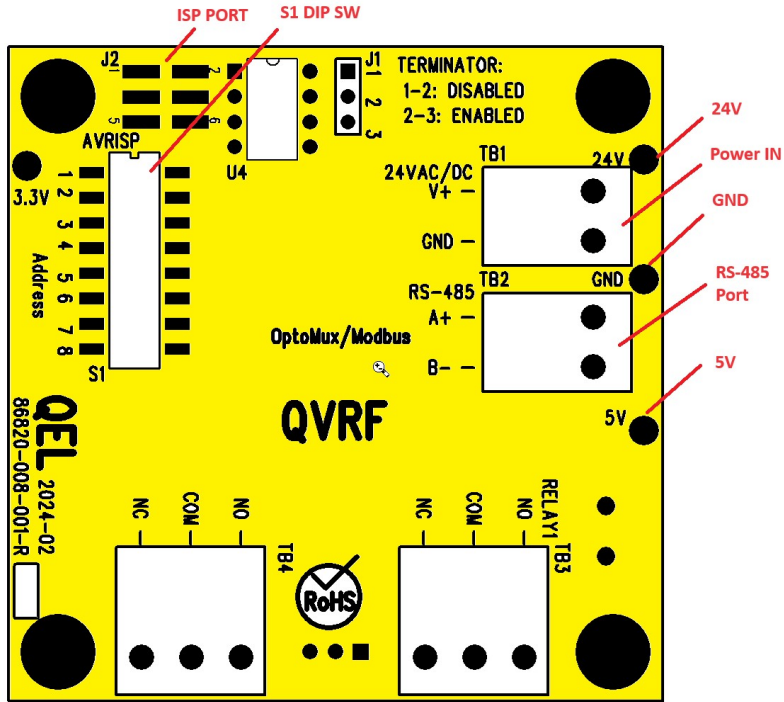 ISP PORT
S1 DIP SW
J2
1
2
5
6
AVRISP
U4
J1
1
2
3
TERMINATOR:
1-2: DISABLED
2-3: ENABLED
3.3V
1
2
3
4
5
6
7
8
Address
S1
TB1
24V
24VAC/DC
V+
GND
TB2
GND
RS-485
A+
B-
5V
24V
Power IN
GND
RS-485
Port
5V
OptoMux/Modbus
QVRF
QEL
2024-02
86820-008-001-R
NC
COM
NO
TB4
NC
COM
NO
RELAY1
TB3
RoHS